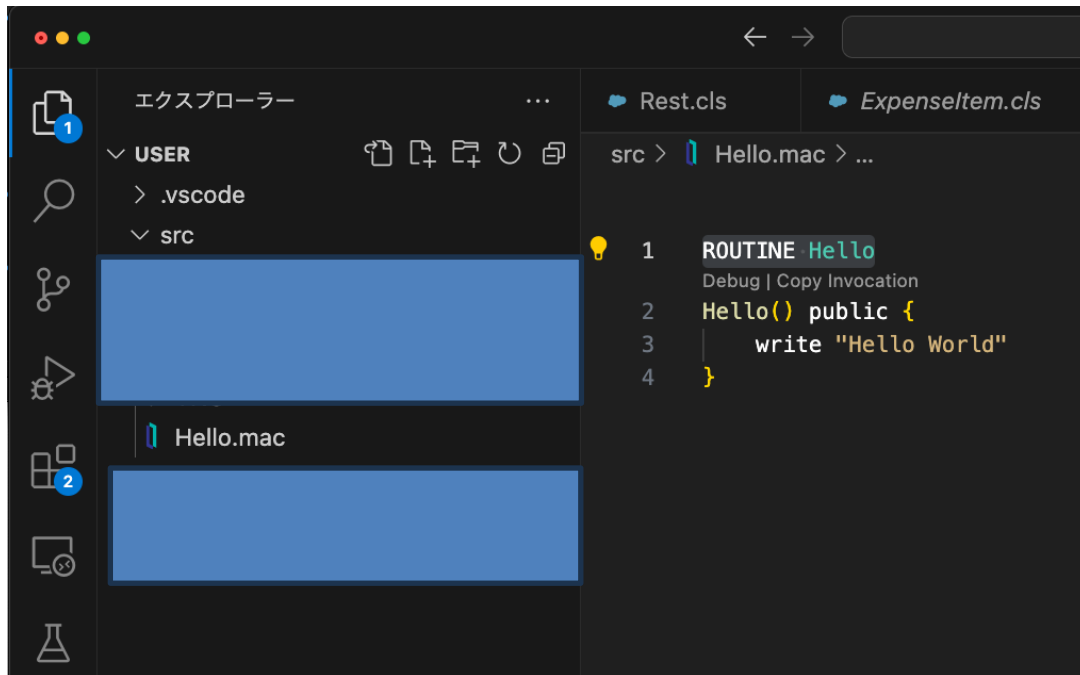 エクスプローラー
...
Rest.cls
ExpenseItem.cls
1
USER
src > Hello.mac > ...
.vscode
src
1 ROUTINE Hello
Debug | Copy Invocation
2 Hello() public {
3 write "Hello World"
4 }
Hello.mac
2